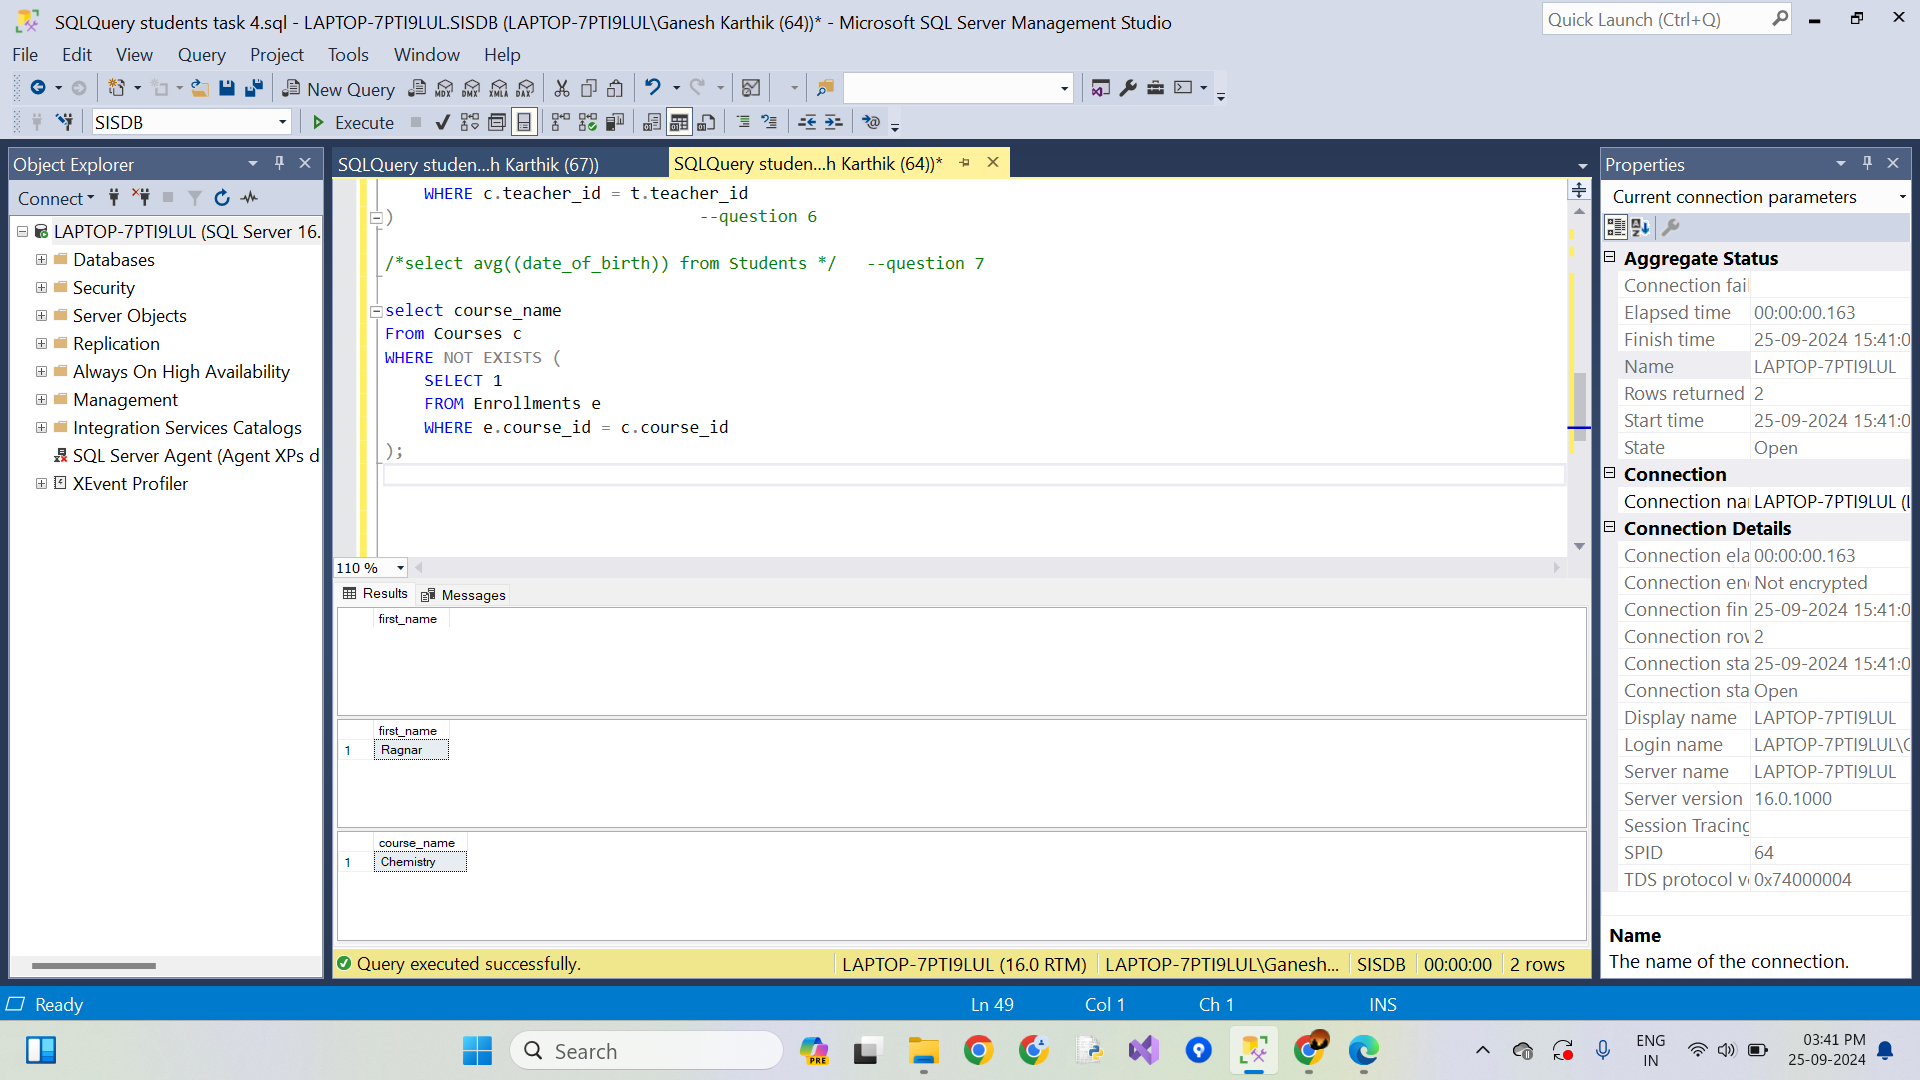 SQLQuery students task 4.sql - LAPTOP-7PTI9LUL.SISDB (LAPTOP-7PTI9LUL\Ganesh Karthik (64))* - Microsoft SQL Server Management Studio
Quick Launch (Ctrl+Q)
File Edit View Query Project Tools Window Help
New Query
MDX DMX XMLA DAX
SISDB
Execute
Object Explorer
Connect
LAPTOP-7PTI9LUL (SQL Server 16.
Databases
Security
Server Objects
Replication
Always On High Availability
Management
Integration Services Catalogs
SQL Server Agent (Agent XPs d
XEvent Profiler
SQLQuery studen...h Karthik (67))
SQLQuery studen...h Karthik (64))*
WHERE c.teacher_id = t.teacher_id
) --question 6
/*select avg((date_of_birth)) from Students */ --question 7
select course_name
From Courses c
WHERE NOT EXISTS (
SELECT 1
FROM Enrollments e
WHERE e.course_id = c.course_id
);
110 %
Results Messages
first_name
first_name
1 Ragnar
course_name
1 Chemistry
Query executed successfully.
LAPTOP-7PTI9LUL (16.0 RTM) LAPTOP-7PTI9LUL\Ganesh... SISDB 00:00:00 2 rows
Properties
Current connection parameters
Aggregate Status
Connection fail
Elapsed time 00:00:00.163
Finish time 25-09-2024 15:41:0
Name LAPTOP-7PTI9LUL
Rows returned 2
Start time 25-09-2024 15:41:0
State Open
Connection
Connection na LAPTOP-7PTI9LUL (L
Connection Details
Connection ela 00:00:00.163
Connection en Not encrypted
Connection fin 25-09-2024 15:41:0
Connection rov 2
Connection sta 25-09-2024 15:41:0
Connection sta Open
Display name LAPTOP-7PTI9LUL
Login name LAPTOP-7PTI9LUL\G
Server name LAPTOP-7PTI9LUL
Server version 16.0.1000
Session Tracing
SPID 64
TDS protocol v 0x74000004
Name
The name of the connection.
Ready
Ln 49 Col 1 Ch 1 INS
Search
PRE
ENG
IN
03:41 PM
25-09-2024